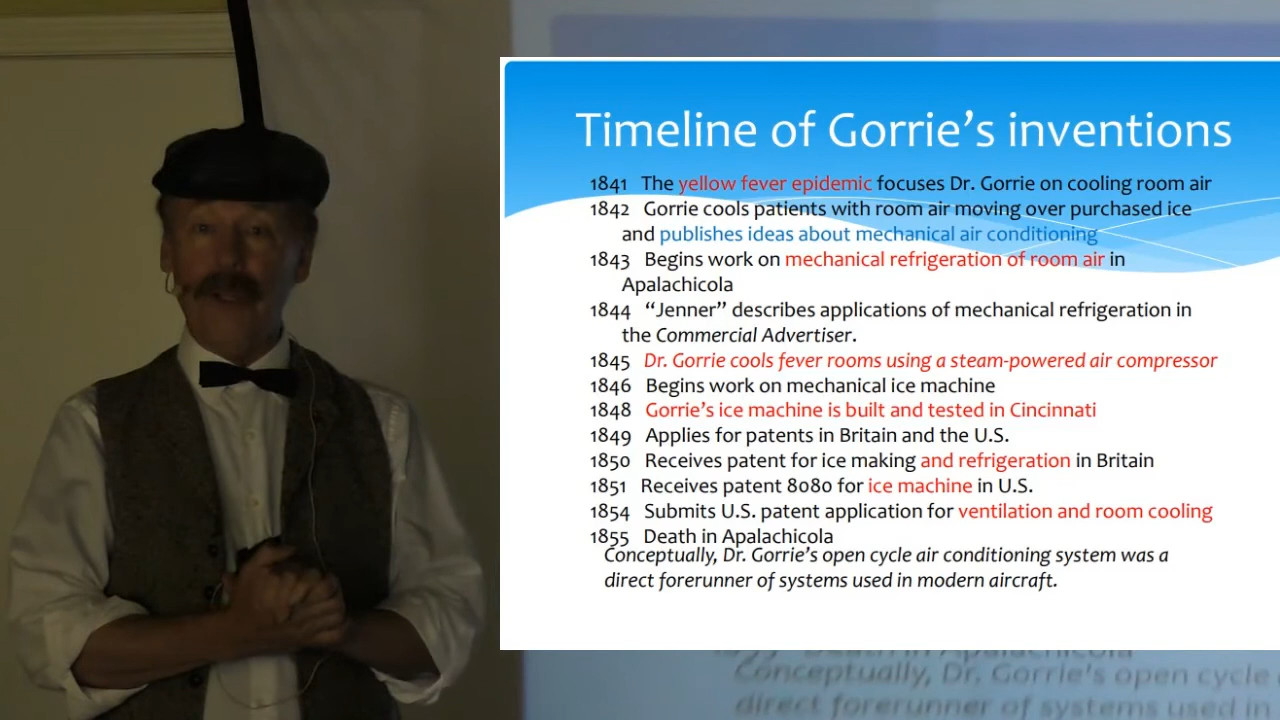 Timeline of Gorrie's inventions
1841 The yellow fever epidemic focuses Dr. Gorrie on cooling room air
1842 Gorrie cools patients with room air moving over purchased ice
and publishes ideas about mechanical air conditioning
1843 Begins work on mechanical refrigeration of room air in
Apalachicola
1844 “Jenner” describes applications of mechanical refrigeration in
the Commercial Advertiser.
1845 Dr. Gorrie cools fever rooms using a steam-powered air compressor
1846 Begins work on mechanical ice machine
1848 Gorrie's ice machine is built and tested in Cincinnati
1849 Applies for patents in Britain and the U.S.
1850 Receives patent for ice making and refrigeration in Britain
1851 Receives patent 8080 for ice machine in U.S.
1854 Submits U.S. patent application for ventilation and room cooling
1855 Death in Apalachicola
Conceptually, Dr. Gorrie's open cycle air conditioning system was a
direct forerunner of systems used in modern aircraft.
1855 Death in Apalachicola
Conceptually, Dr. Gorrie's open cycle
direct forerunner of systems used in